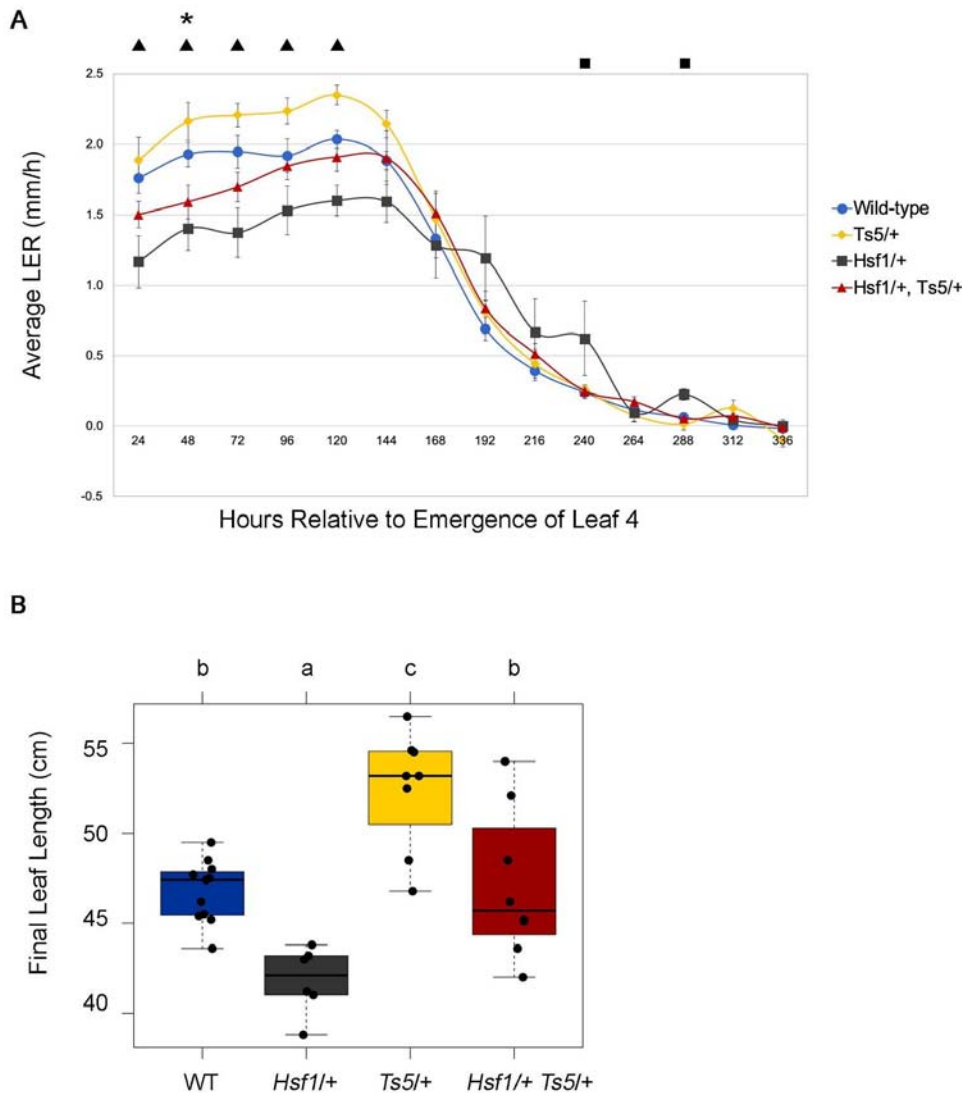 A
*
2.5
2.0
1.5
1.0
0.5
0.0
-0.5
Average LER (mm/h)
24 48 72 96 120 144 168 192 216 240 264 288 312 336
Hours Relative to Emergence of Leaf 4
Wild-type
Ts5/+
Hsf1/+
Hsf1/+, Ts5/+
B
b a c b
55
50
45
40
Final Leaf Length (cm)
WT Hsf1/+ Ts5/+ Hsf1/+ Ts5/+